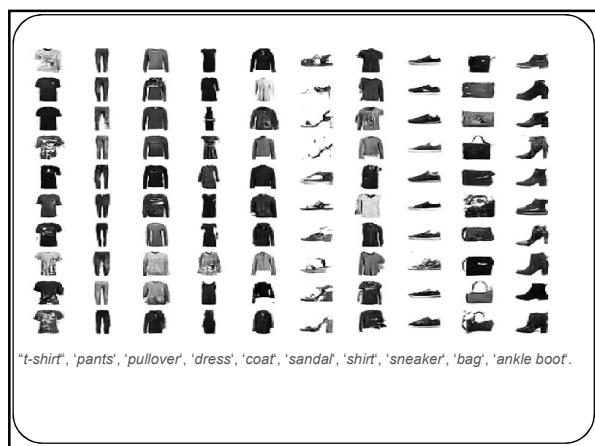 “t-shirt“, ‘pants‘, ‘pullover‘, ‘dress‘, ‘coat‘, ‘sandal‘, ‘shirt‘, ‘sneaker‘, ‘bag‘, ‘ankle boot‘.